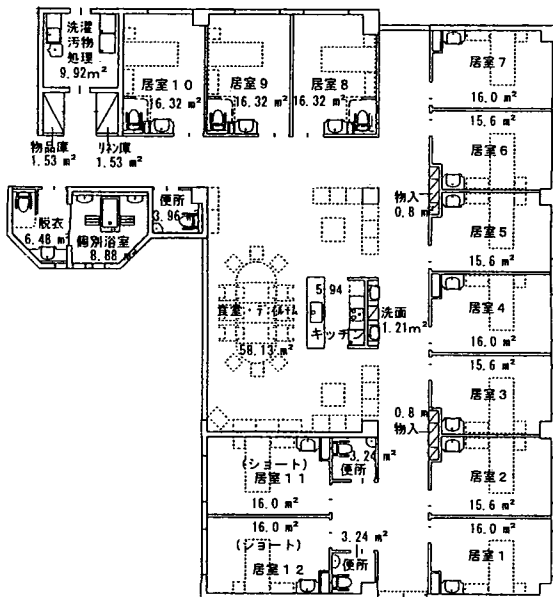 洗濯
汚物
処理
9.92m²
居室10
16.32 m²
居室9
16.32 m²
居室8
16.32 m²
居室7
16.0 m²
15.6 m²
居室6
物品庫
1.53 m²
リネン庫
1.53 m²
便所
3.96 m²
脱衣
6.48 m²
個別浴室
8.88 m²
物入
0.8 m²
居室5
15.6 m²
食堂・デイルーム
58.13 m²
5.94
キッチン
洗面
1.21m²
居室4
16.0 m²
15.6 m²
居室3
0.8 m
物入
(ショート)
居室11
16.0 m²
3.24 m²
便所
居室2
15.6 m²
16.0 m²
(ショート)
居室12
3.24 m²
便所
16.0 m²
居室1